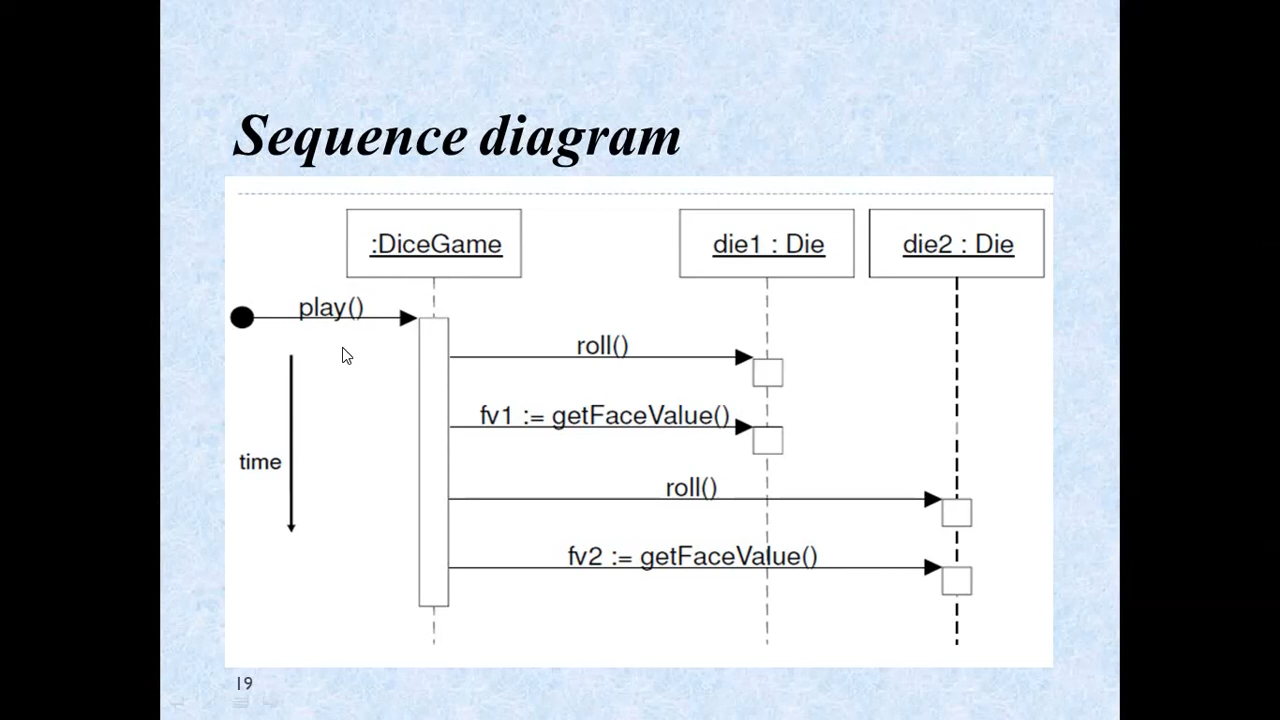 Sequence diagram
:DiceGame
die1 : Die
die2 : Die
play()
roll()
fv1 := getFaceValue()
time
roll()
fv2 := getFaceValue()
19